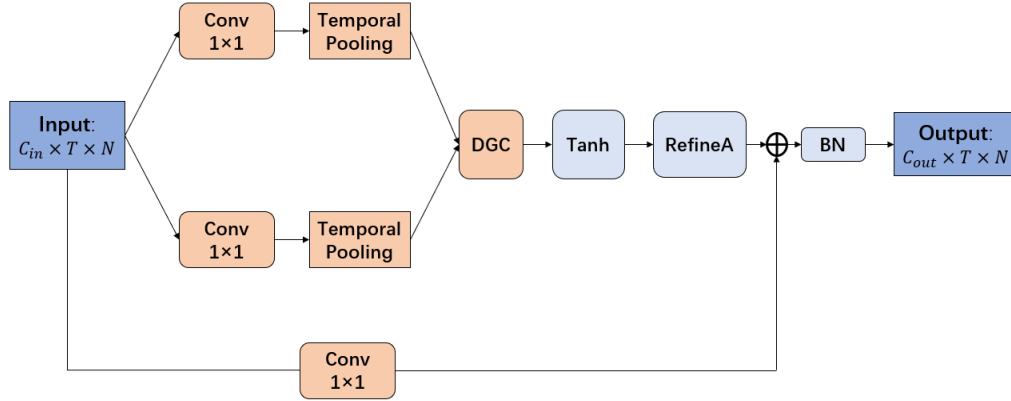 Conv
1×1
Temporal
Pooling
Input:
C_in × T × N
DGC
Tanh
RefineA
BN
Output:
C_out × T × N
Conv
1×1
Temporal
Pooling
Conv
1×1